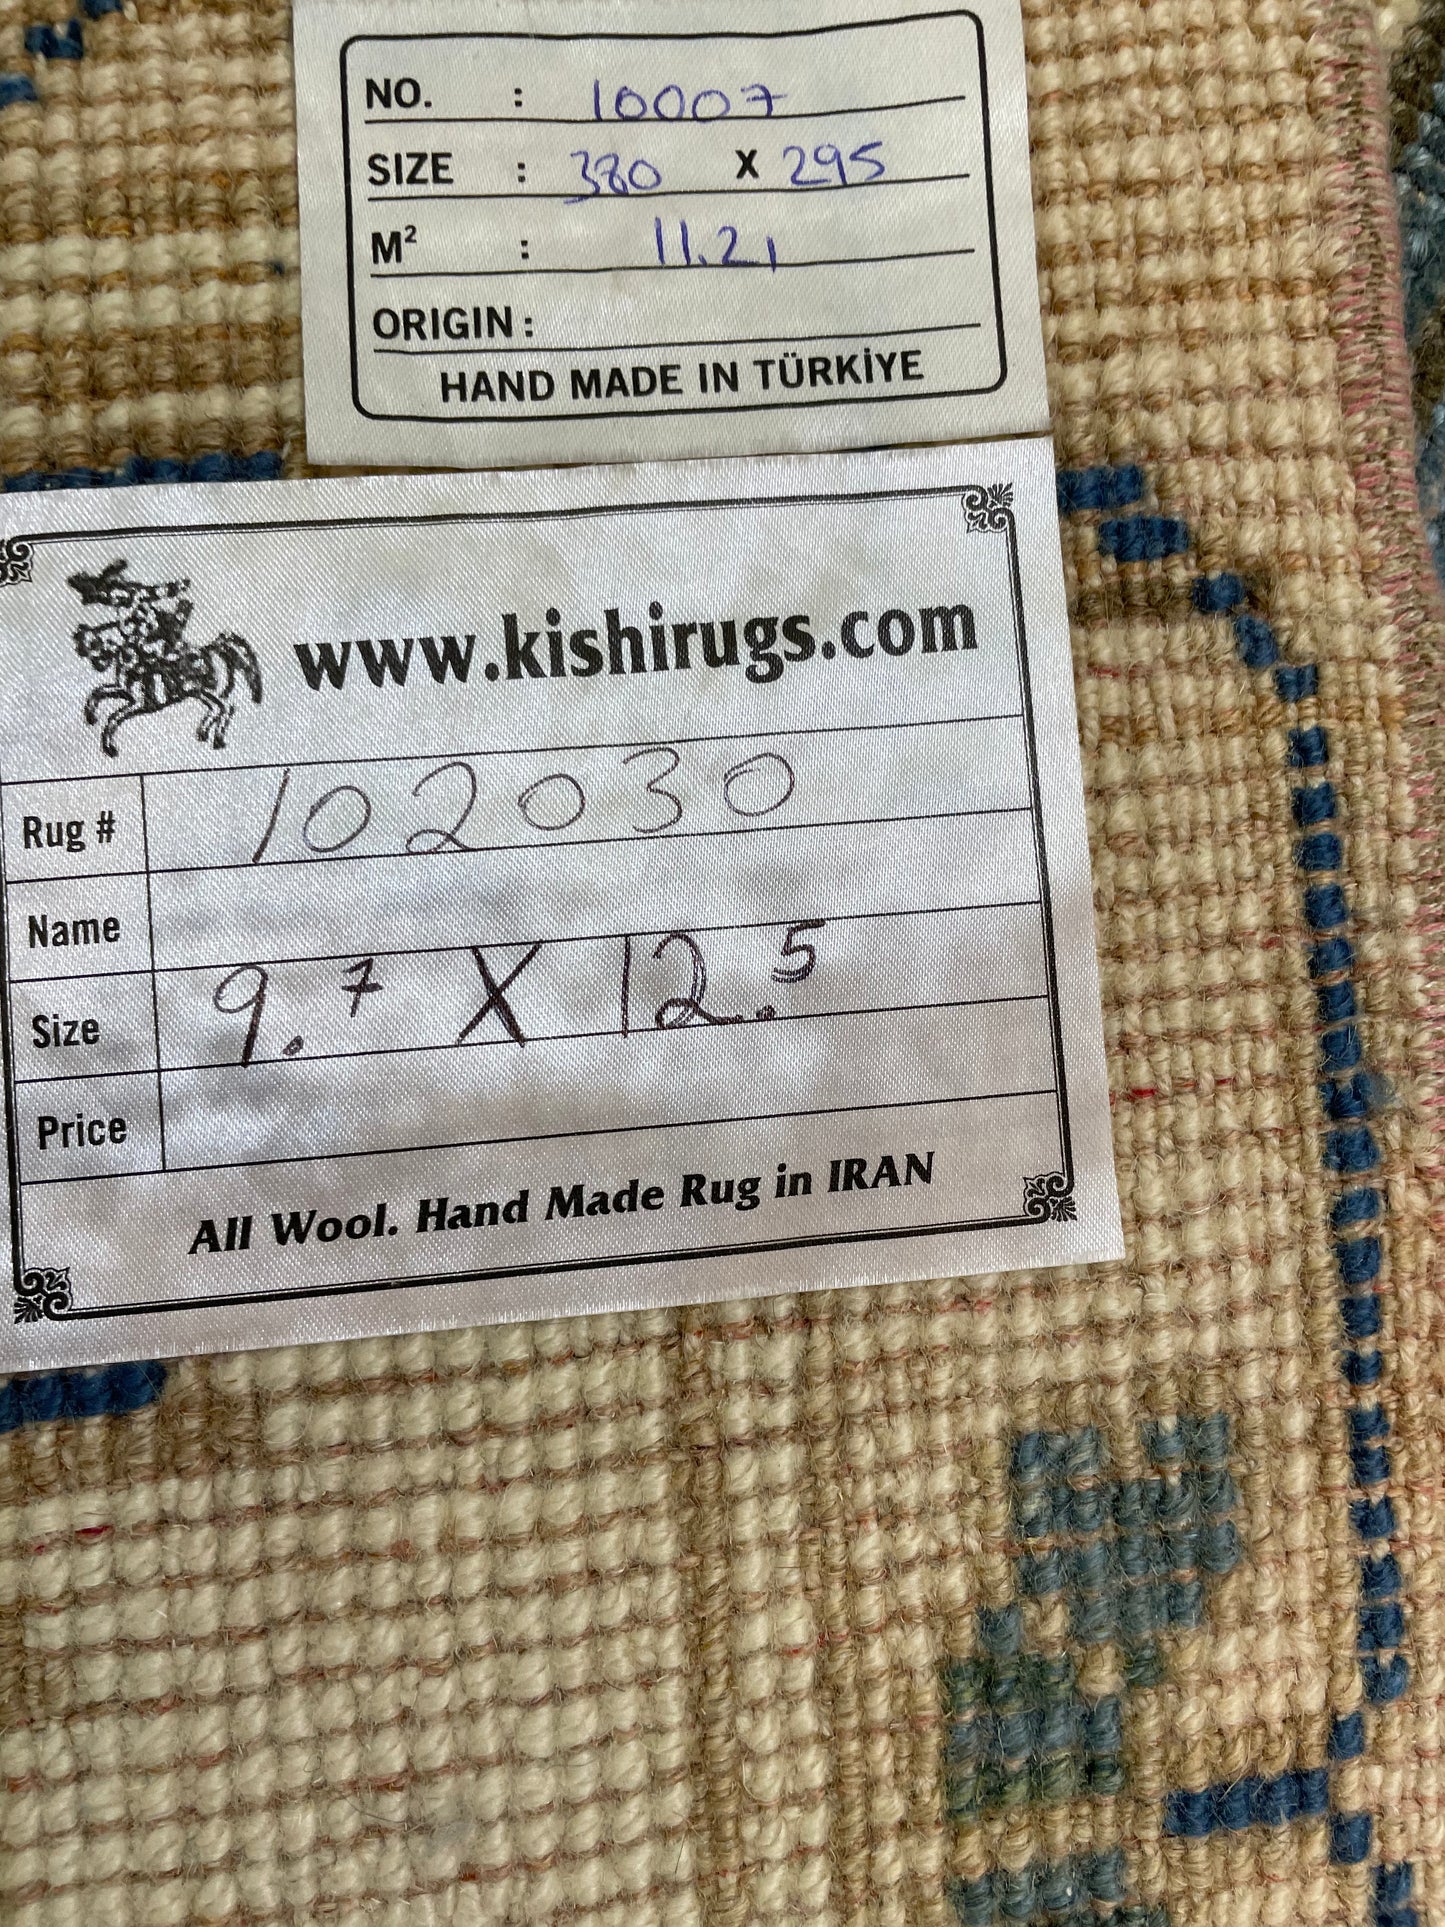 NO. : 10007
SIZE : 380 X 295
M² : 11.21
ORIGIN :
HAND MADE IN TÜRKİYE
www.kishirugs.com
Rug # 102030
Name
Size 9.7 X 12.5
Price
All Wool. Hand Made Rug in IRAN